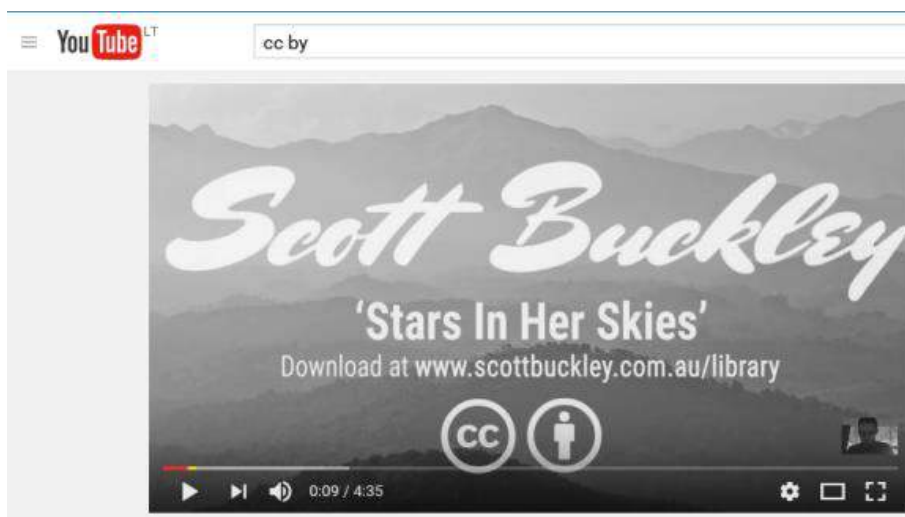 YouTube LT
cc by
Scott Buckley
'Stars In Her Skies'
Download at www.scottbuckley.com.au/library
cc
0:09 / 4:35